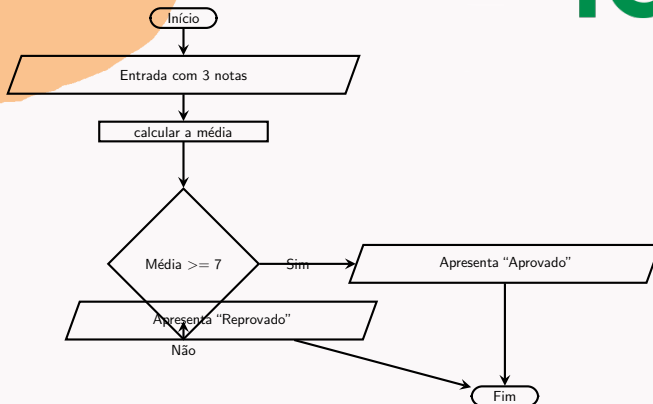 Início
Entrada com 3 notas
calcular a média
Média >= 7
Sim
Apresenta “Aprovado”
Apresenta “Reprovado”
Não
Fim